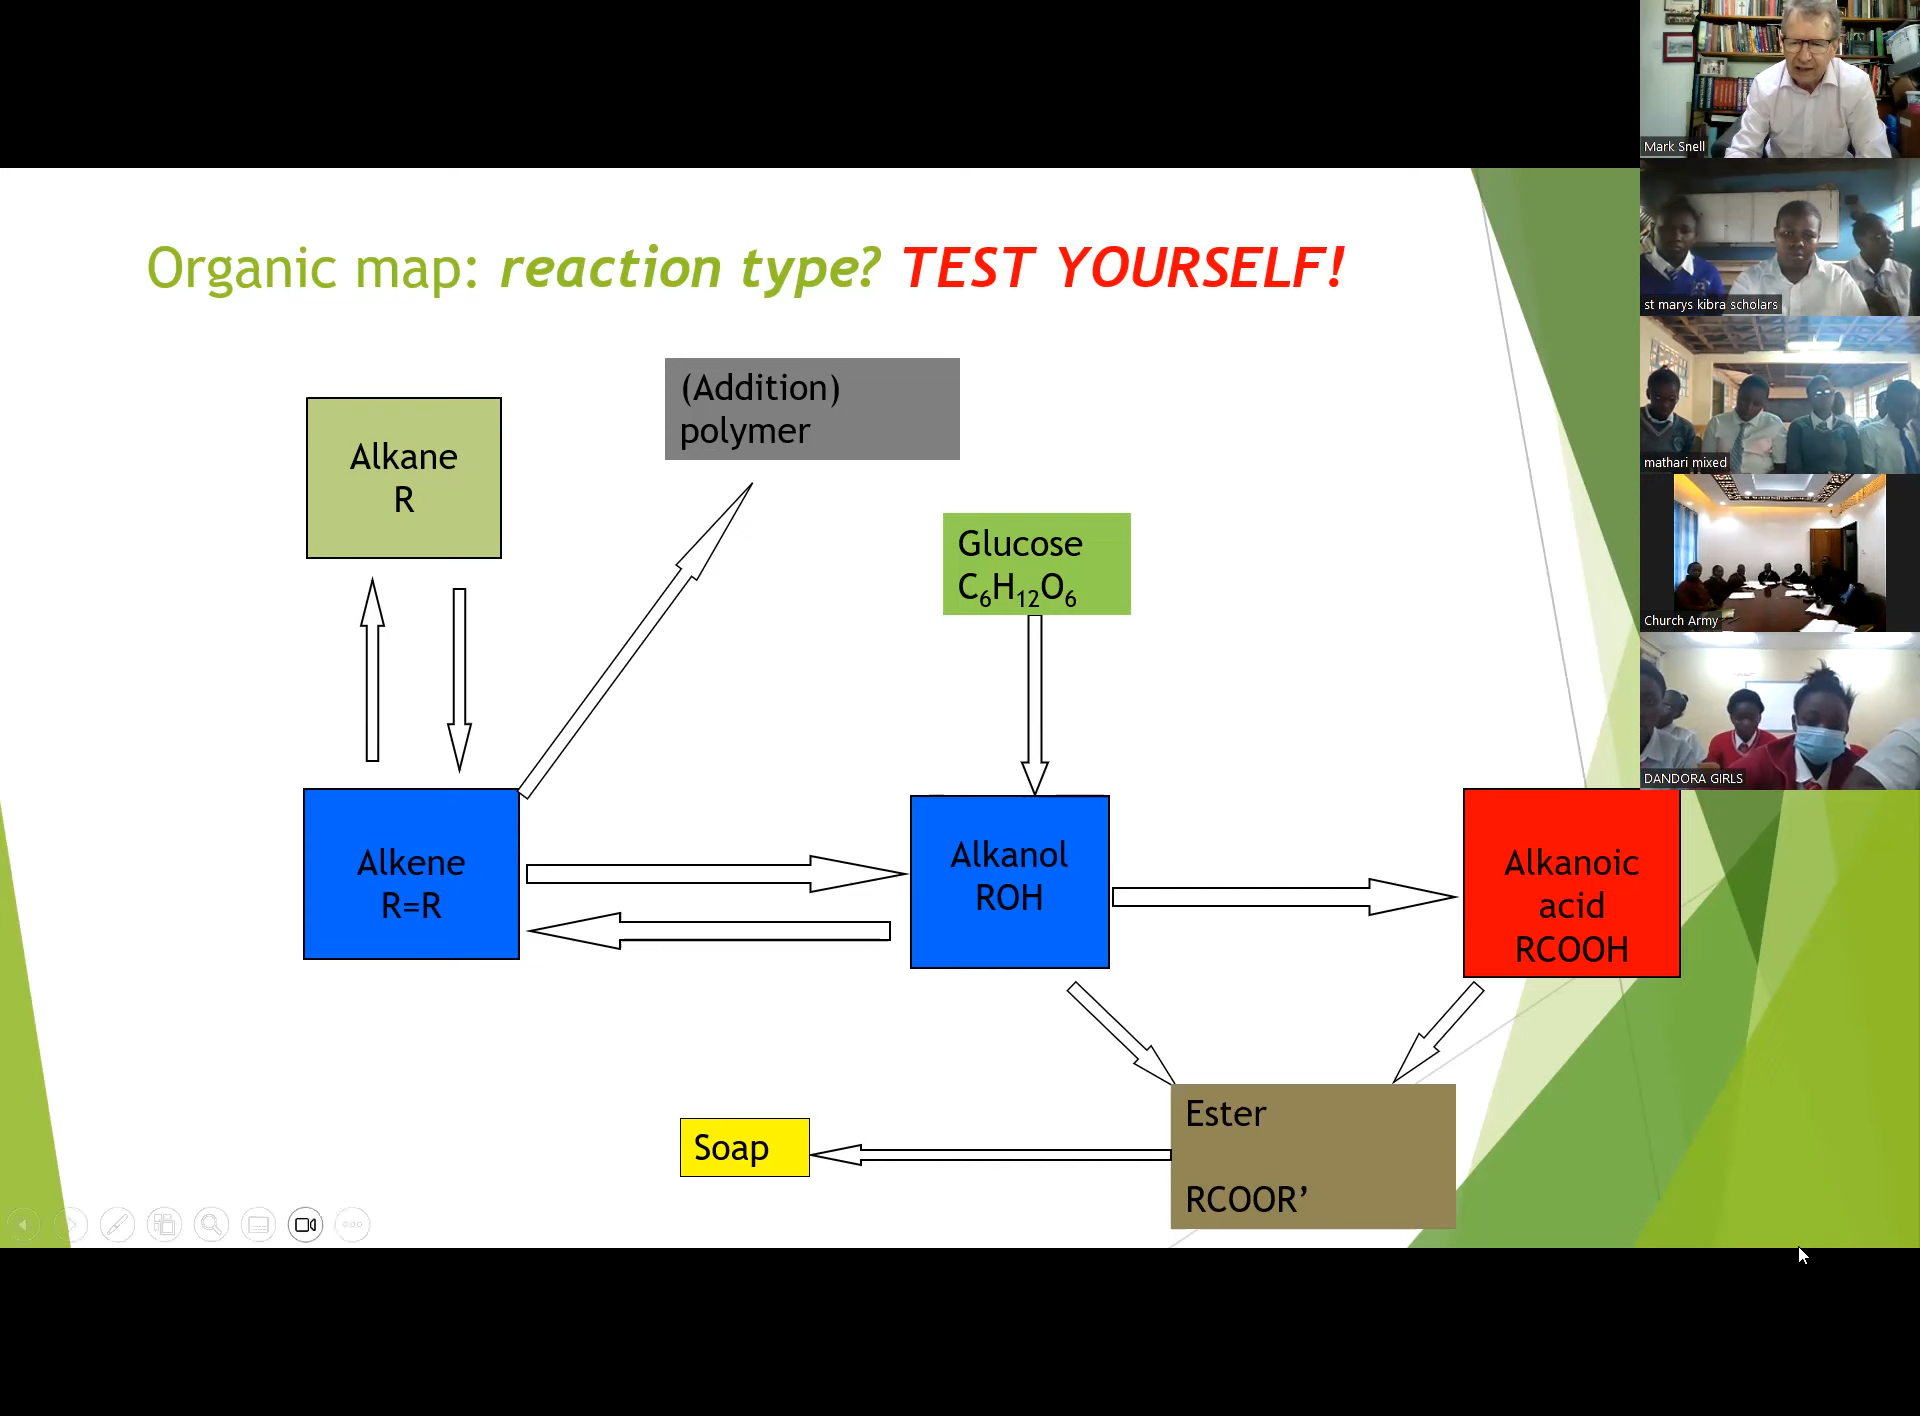 Organic map: reaction type? TEST YOURSELF!
(Addition)
polymer
Alkane
R
Glucose
C₆H₁₂O₆
Alkene
R=R
Alkanol
ROH
Alkanoic
acid
RCOOH
Ester
RCOOR’
Soap
Mark Snell
st marys kibra scholars
mathari mixed
Church Army
DANDORA GIRLS